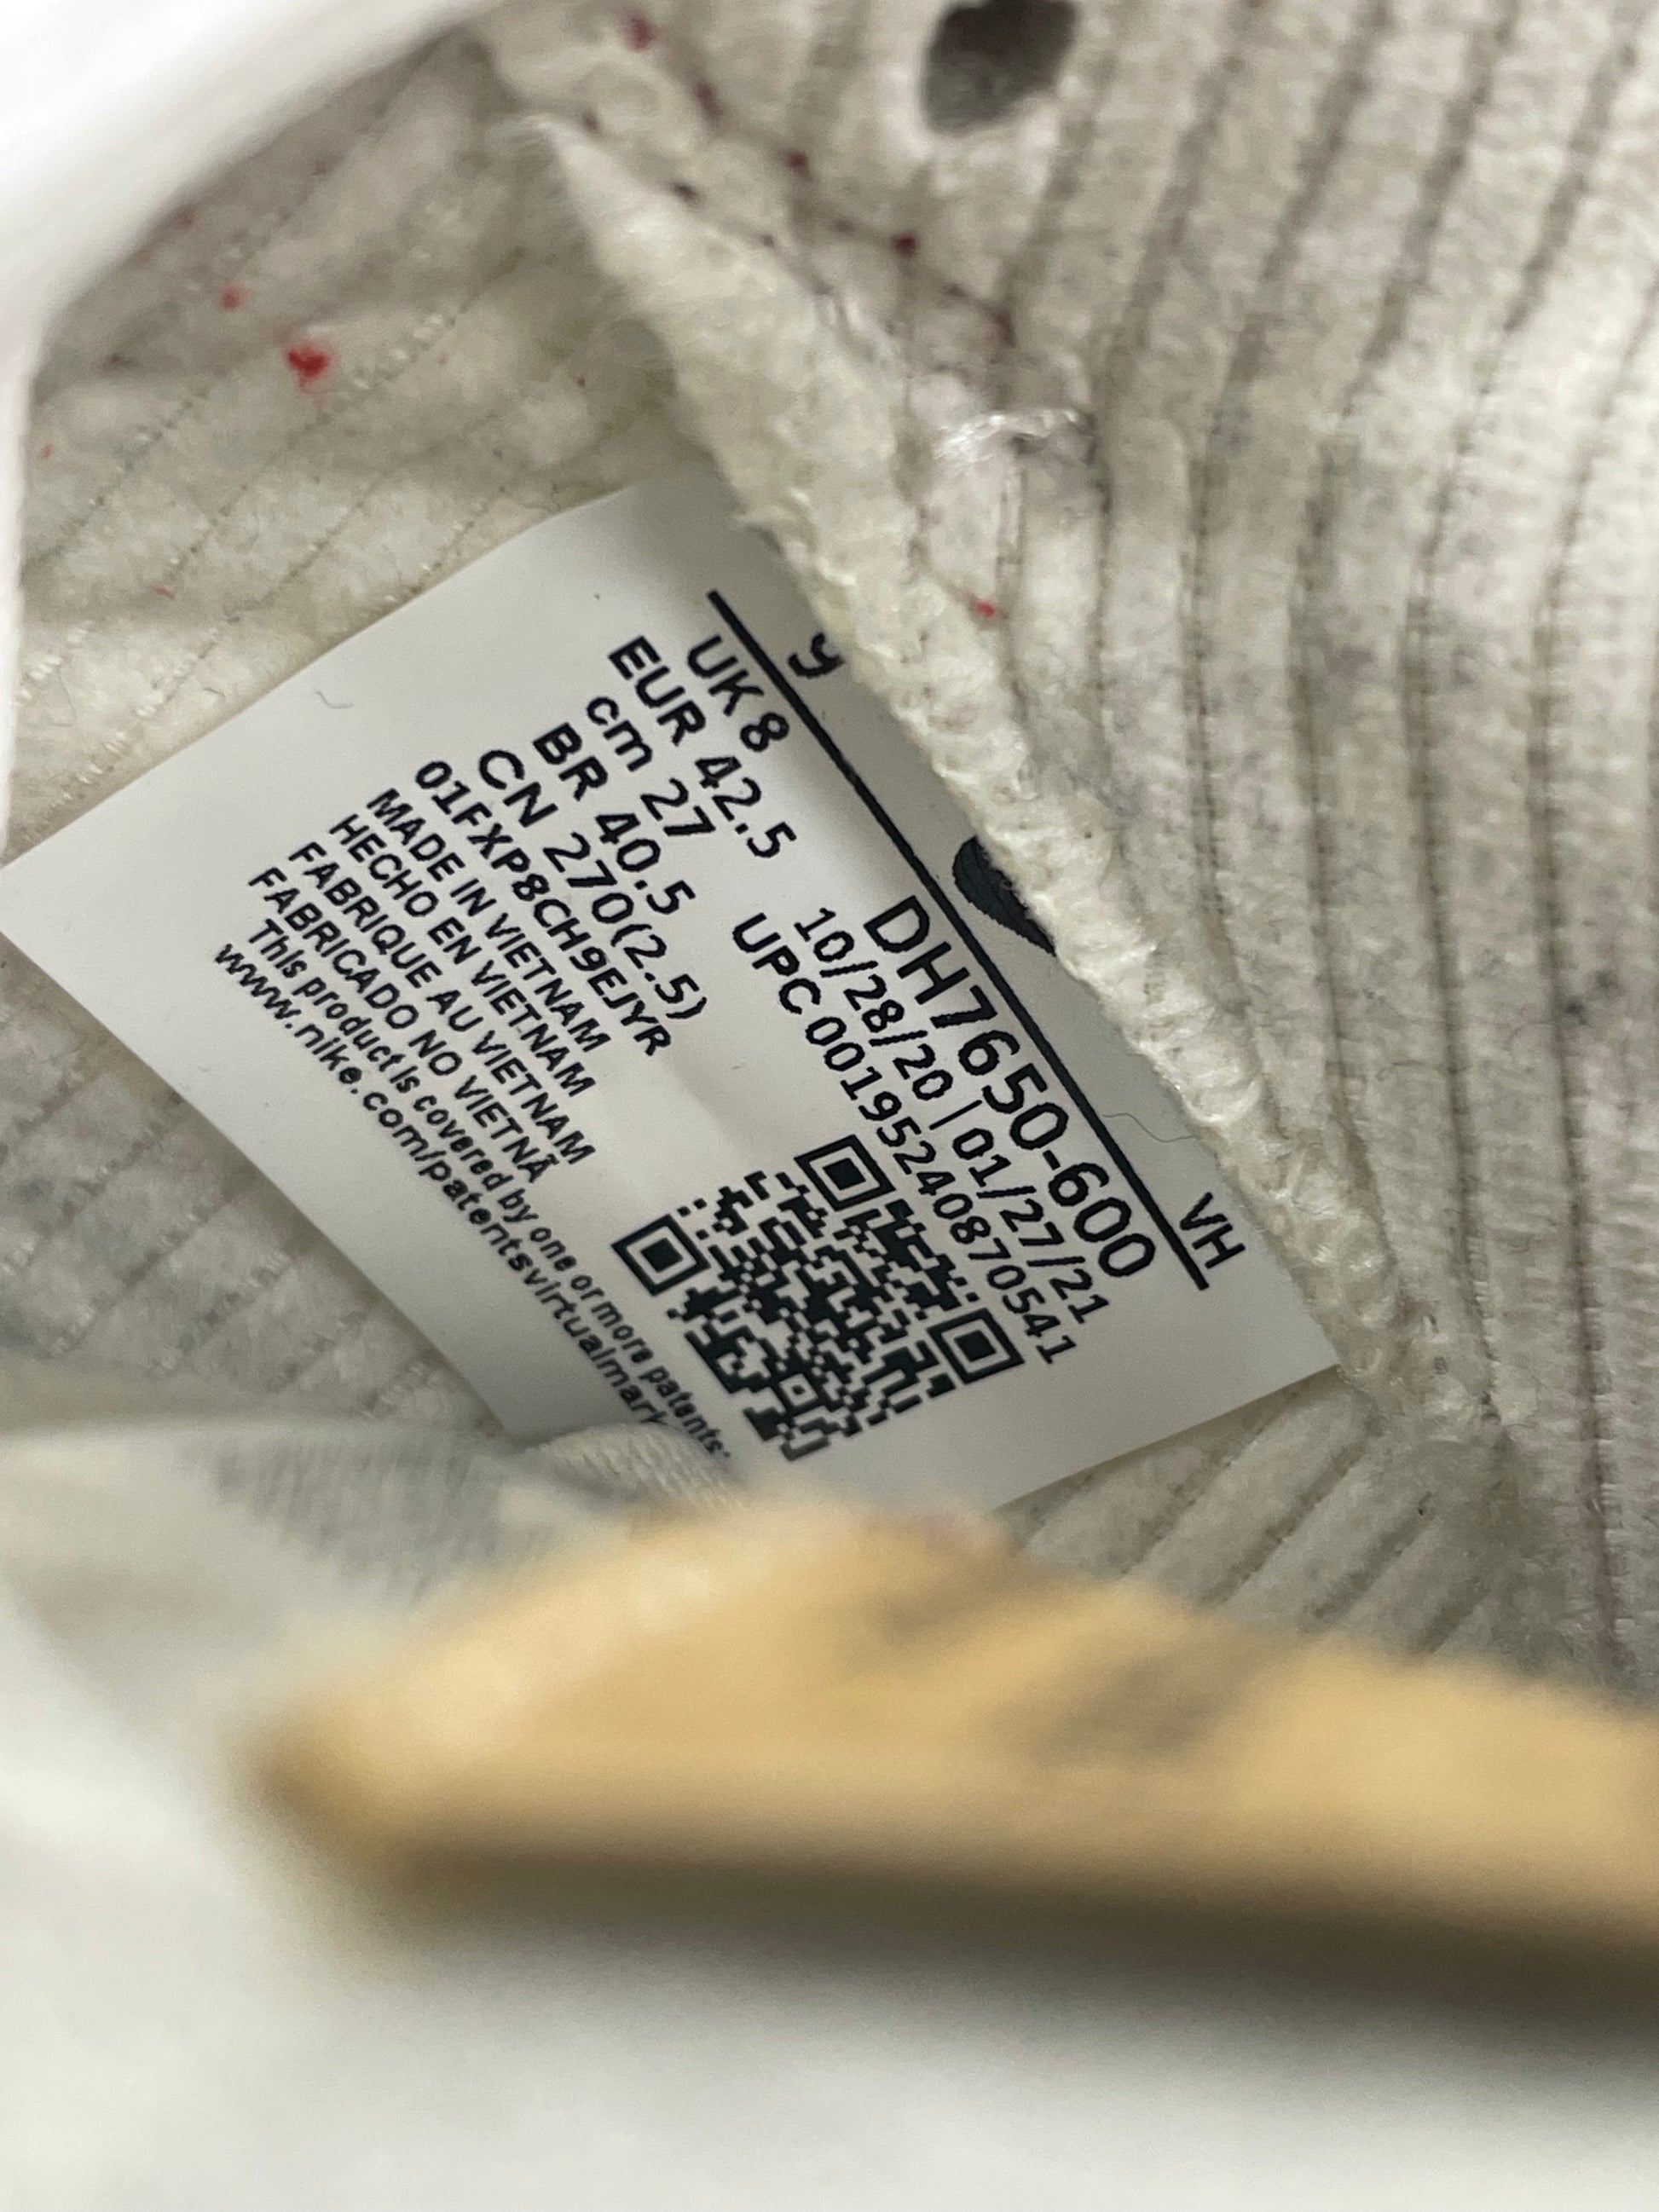 9
VH
UK 8
EUR 42.5
cm 27
BR 40.5
CN 270(2.5)
01FXP8CH9EJYR
DH7650-600
10/28/20 | 01/27/21
UPC 00195240870541
MADE IN VIETNAM
HECHO EN VIETNAM
FABRIQUE AU VIETNAM
FABRICADO NO VIETNÃ
This product is covered by one or more patents.
www.nike.com/patentsvirtualmark